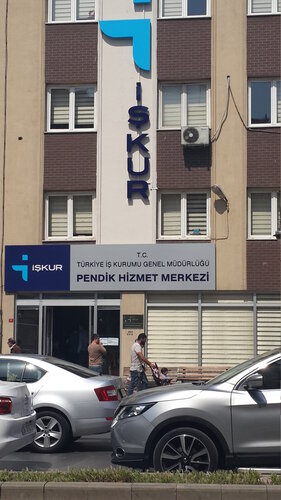 İŞKUR
İŞKUR
T.C.
TÜRKİYE İŞ KURUMU GENEL MÜDÜRLÜĞÜ
PENDİK HİZMET MERKEZİ